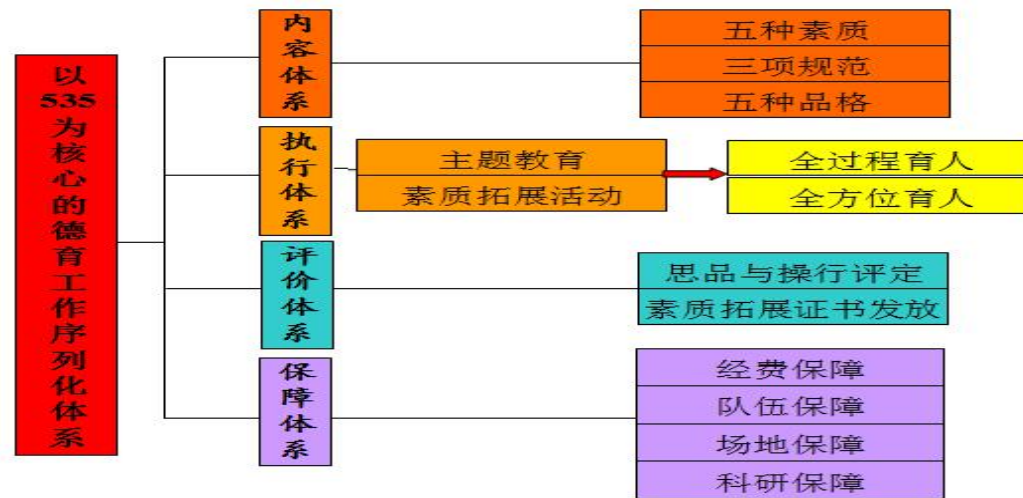 以535为核心的德育工作序列化体系
内容体系
五种素质
三项规范
五种品格
执行体系
主题教育
素质拓展活动
全过程育人
全方位育人
评价体系
思品与操行评定
素质拓展证书发放
保障体系
经费保障
队伍保障
场地保障
科研保障